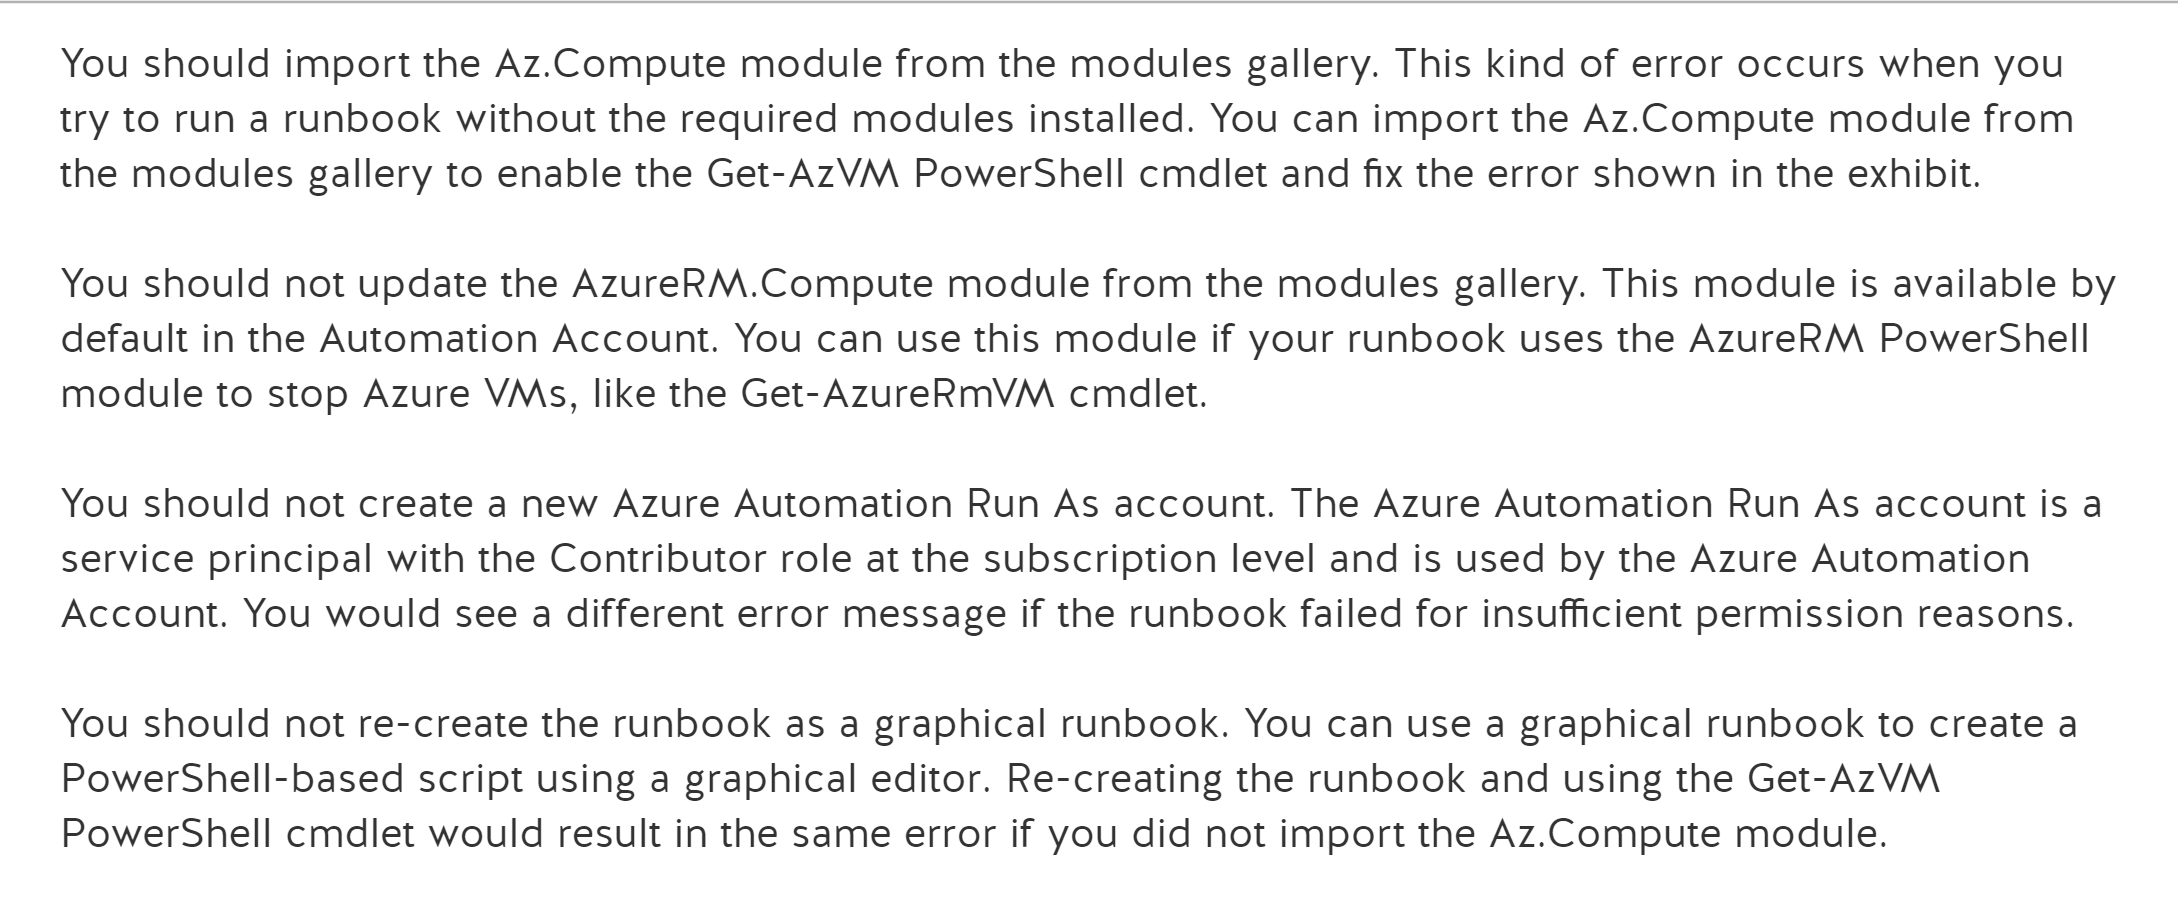 You should import the Az.Compute module from the modules gallery. This kind of error occurs when you
try to run a runbook without the required modules installed. You can import the Az.Compute module from
the modules gallery to enable the Get-AzVM PowerShell cmdlet and fix the error shown in the exhibit.
You should not update the AzureRM.Compute module from the modules gallery. This module is available by
default in the Automation Account. You can use this module if your runbook uses the AzureRM PowerShell
module to stop Azure VMs, like the Get-AzureRmVM cmdlet.
You should not create a new Azure Automation Run As account. The Azure Automation Run As account is a
service principal with the Contributor role at the subscription level and is used by the Azure Automation
Account. You would see a different error message if the runbook failed for insufficient permission reasons.
You should not re-create the runbook as a graphical runbook. You can use a graphical runbook to create a
PowerShell-based script using a graphical editor. Re-creating the runbook and using the Get-AzVM
PowerShell cmdlet would result in the same error if you did not import the Az.Compute module.